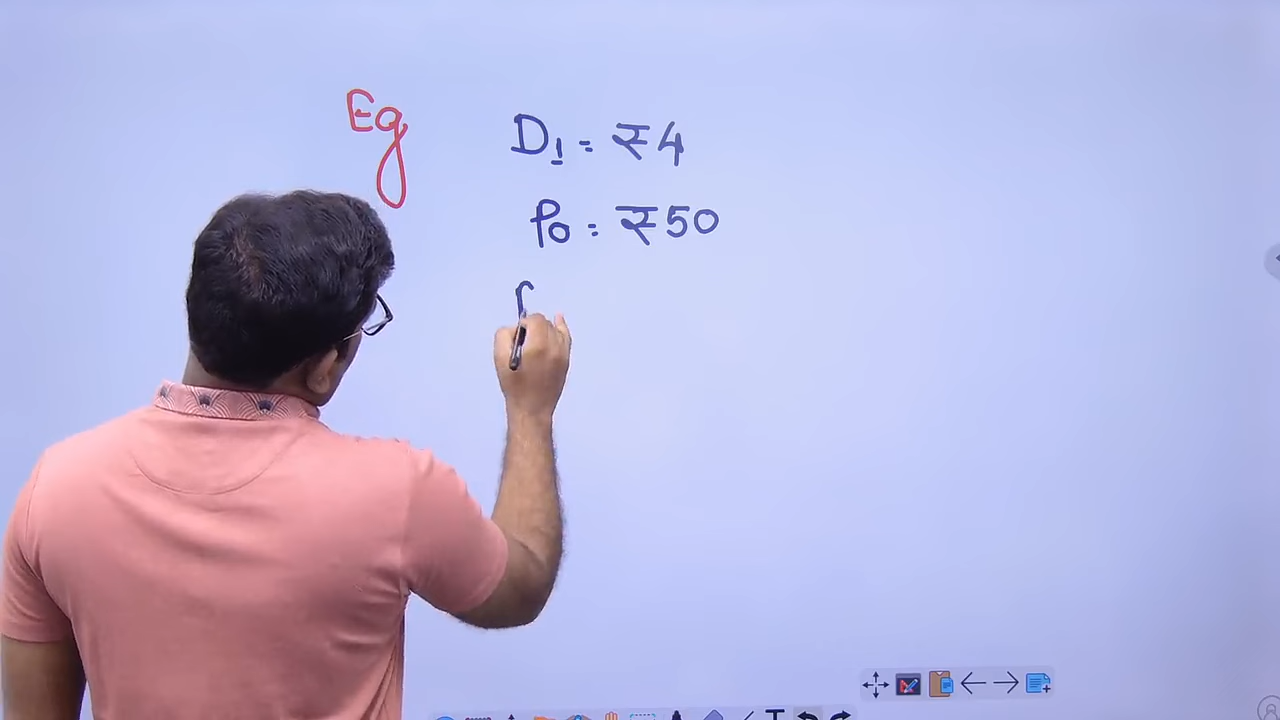 Eg
D₁ = ₹4
P₀ = ₹50